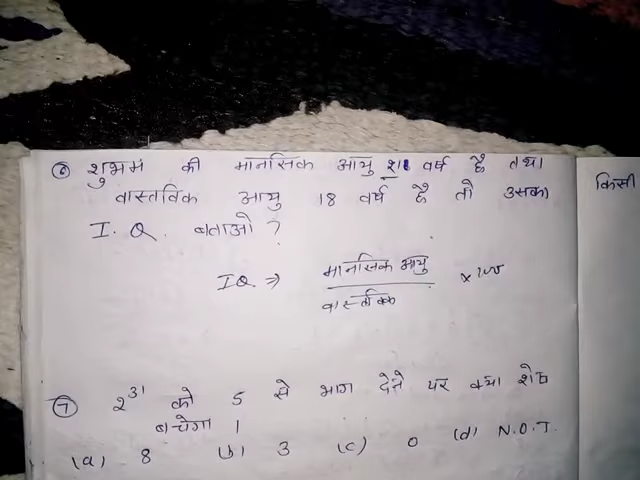 ⑥ शुभम की मानसिक आयु वर्ष है तथा
वास्तविक आयु 18 वर्ष है तो उसका
I. Q. बताओ ?
IQ ⇒ मानसिक आयु
वास्तविक × 100
⑦ 2³¹ को 5 से भाग देने पर क्या शेष
बचेगा ।
(a) 8 (b) 3 (c) 0 (d) N.O.T.
किसी